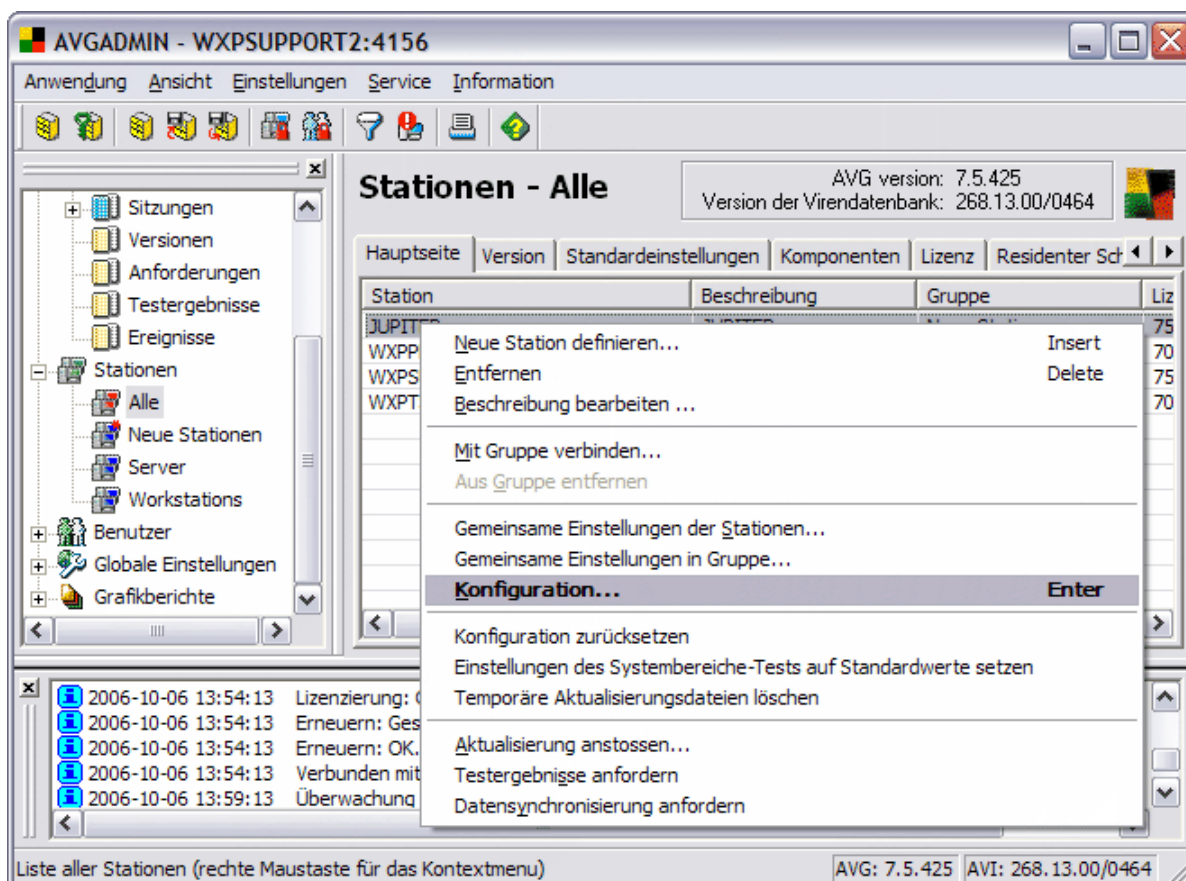 AVGADMIN - WXPSUPPORT2:4156
Anwendung Ansicht Einstellungen Service Information
Sitzungen
Versionen
Anforderungen
Testergebnisse
Ereignisse
Stationen
Alle
Neue Stationen
Server
Workstations
Benutzer
Globale Einstellungen
Grafikberichte
Stationen - Alle
AVG version: 7.5.425
Version der Virendatenbank: 268.13.00/0464
Hauptseite Version Standardeinstellungen Komponenten Lizenz Residenter Sch
Station Beschreibung Gruppe Liz
JUPITER JUPITER 75
WXPP 70
WXPS 75
WXPT 70
Neue Station definieren... Insert
Entfernen Delete
Beschreibung bearbeiten ...
Mit Gruppe verbinden...
Aus Gruppe entfernen
Gemeinsame Einstellungen der Stationen...
Gemeinsame Einstellungen in Gruppe...
Konfiguration... Enter
Konfiguration zurücksetzen
Einstellungen des Systembereiche-Tests auf Standardwerte setzen
Temporäre Aktualisierungsdateien löschen
Aktualisierung anstossen...
Testergebnisse anfordern
Datensynchronisierung anfordern
2006-10-06 13:54:13 Lizenzierung:
2006-10-06 13:54:13 Erneuern: Ges
2006-10-06 13:54:13 Erneuern: OK.
2006-10-06 13:54:13 Verbunden mit
2006-10-06 13:59:13 Überwachung
Liste aller Stationen (rechte Maustaste für das Kontextmenu) AVG: 7.5.425 AVI: 268.13.00/0464